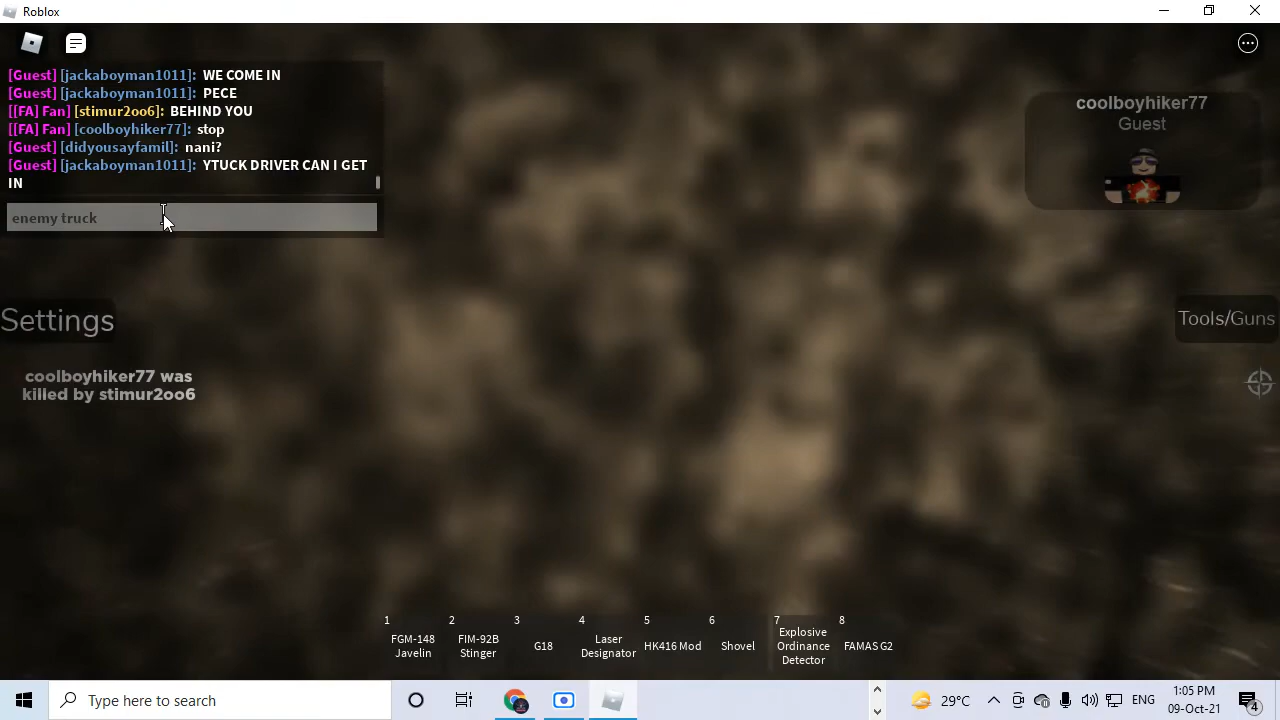 Roblox
[Guest] [jackaboyman1011]: WE COME IN
[Guest] [jackaboyman1011]: PECE
[[FA] Fan] [stimur2oo6]: BEHIND YOU
[[FA] Fan] [coolboyhiker77]: stop
[Guest] [didyousayfamil]: nani?
[Guest] [jackaboyman1011]: YTUCK DRIVER CAN I GET
IN
enemy truck
coolboyhiker77
Guest
Settings
Tools/Guns
coolboyhiker77 was
killed by stimur2oo6
1 2 3 4 5 6 7 8
FGM-148
Javelin
FIM-92B
Stinger
G18
Laser
Designator
HK416 Mod
Shovel
Explosive
Ordinance
Detector
FAMAS G2
Type here to search
29°C
ENG
1:05 PM
09-Oct-21
4